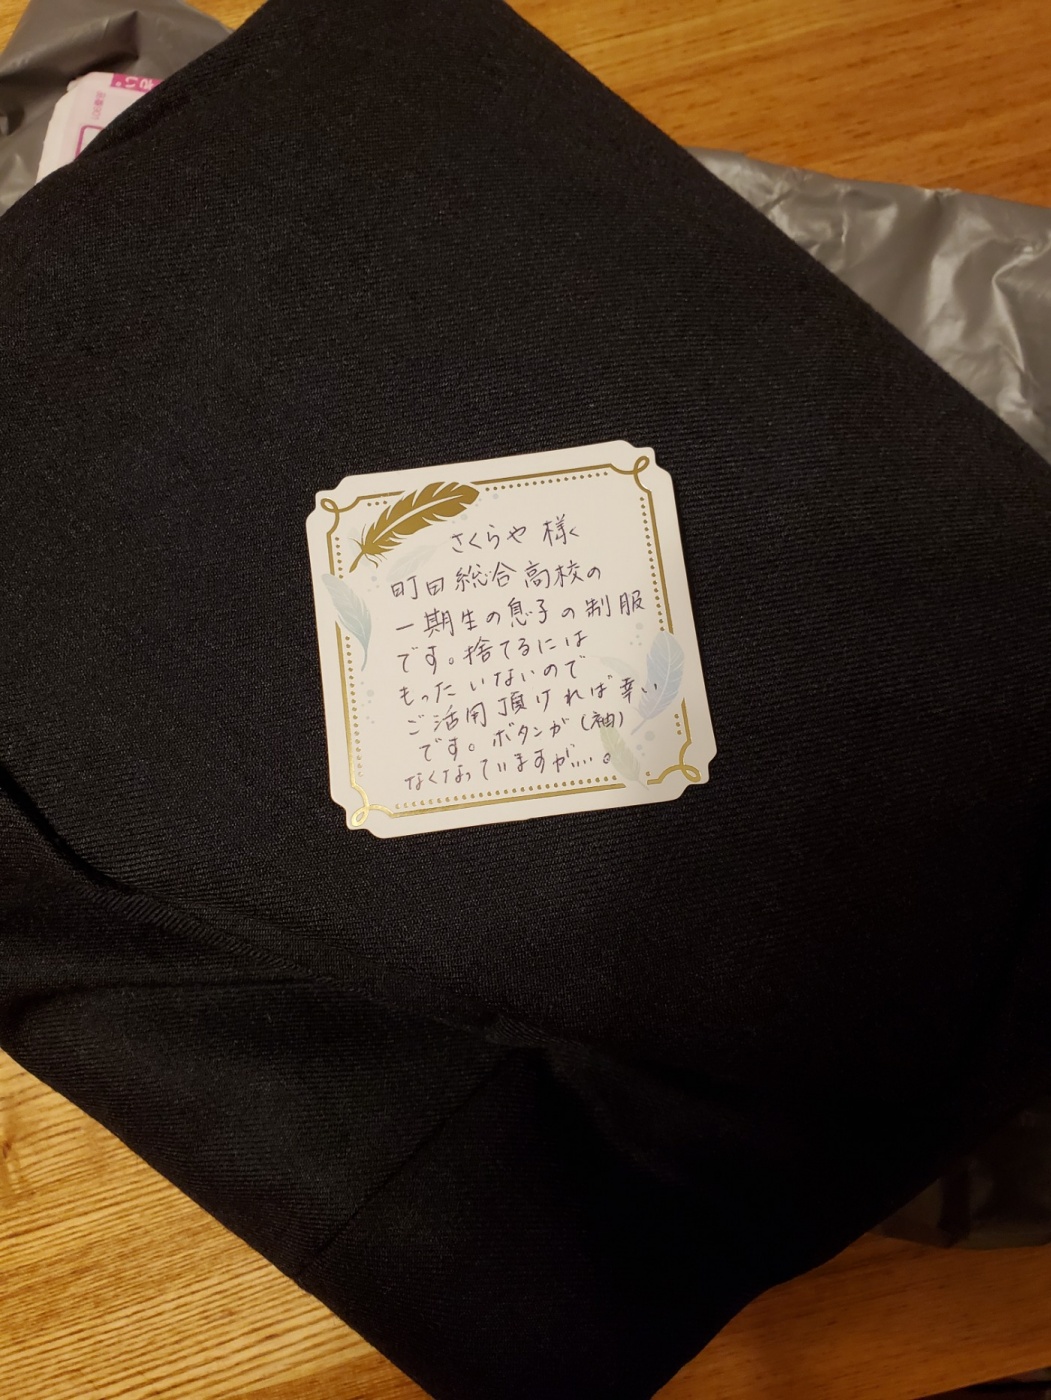 さくらや 様
町田総合高校の
一期生の息子の制服
です。捨てるには
もったいないので
ご活用頂ければ幸い
です。ボタンが(袖)
なくなっていますが…。